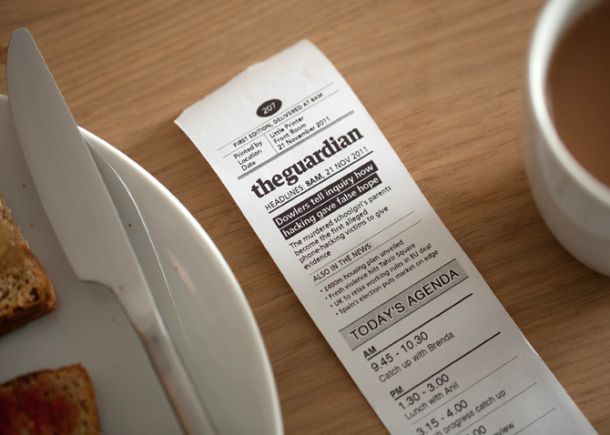 207
FIRST EDITION, DELIVERED AT 8AM
Printed by Little Printer
Location Front Room
Date 21 November 2011
theguardian
HEADLINES: 8AM, 21 NOV 2011
Dowlers tell inquiry how
hacking gave false hope
The murdered schoolgirl's parents
become the first alleged
phone-hacking victims to give
evidence
ALSO IN THE NEWS:
• £400m housing plan unveiled
• Fresh violence hits Tahrir Square
• UK to relax working rules in EU deal
• Spain's election puts market on edge
TODAY'S AGENDA
AM
9.45 - 10.30
Catch up with Brenda
PM
1.30 - 3.00
Lunch with Anil
3.15 - 4.00
progress catch up